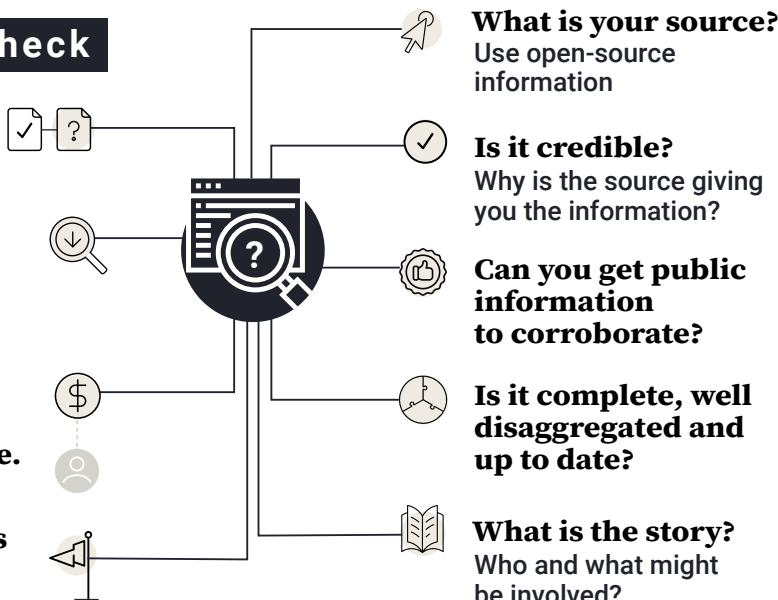 heck
What is your source?
Use open-source
information
Is it credible?
Why is the source giving
you the information?
Can you get public
information
to corroborate?
Is it complete, well
disaggregated and
up to date?
e.
s
What is the story?
Who and what might
be involved?